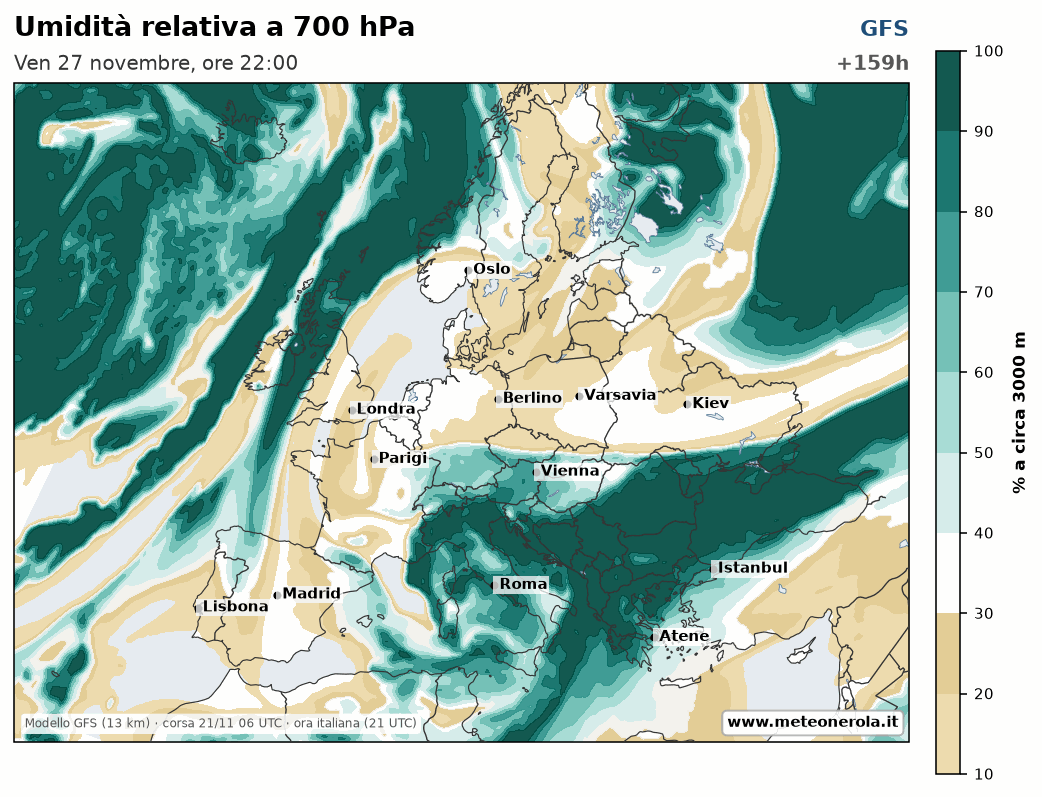 Umidità relativa a 700 hPa
GFS
Ven 27 novembre, ore 22:00
+159h
100
90
80
70
60
50
40
30
20
10
% a circa 3000 m
Oslo
Berlino
Varsavia
Kiev
Londra
Parigi
Vienna
Istanbul
Roma
Madrid
Lisbona
Atene
Modello GFS (13 km) · corsa 21/11 06 UTC · ora italiana (21 UTC)
www.meteonerola.it